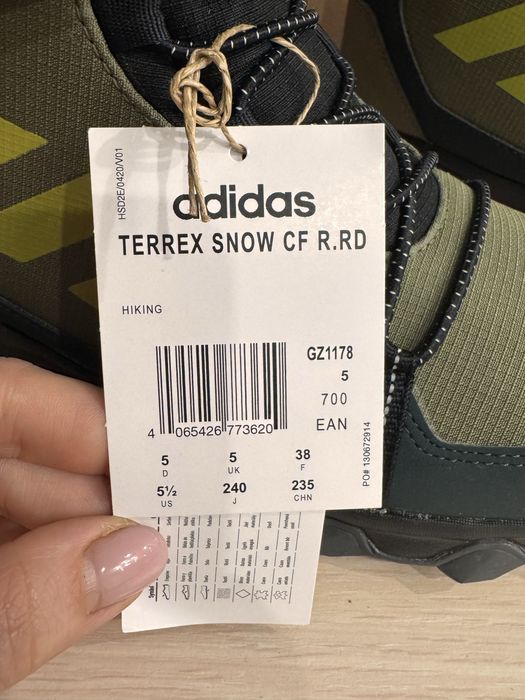 HSD2E/0420/V01
adidas
TERREX SNOW CF R.RD
HIKING
GZ1178
5
700
EAN
4 065426 773620
5 5 38
D UK F
5½ 240 235
US J CHN
PO# 130672914